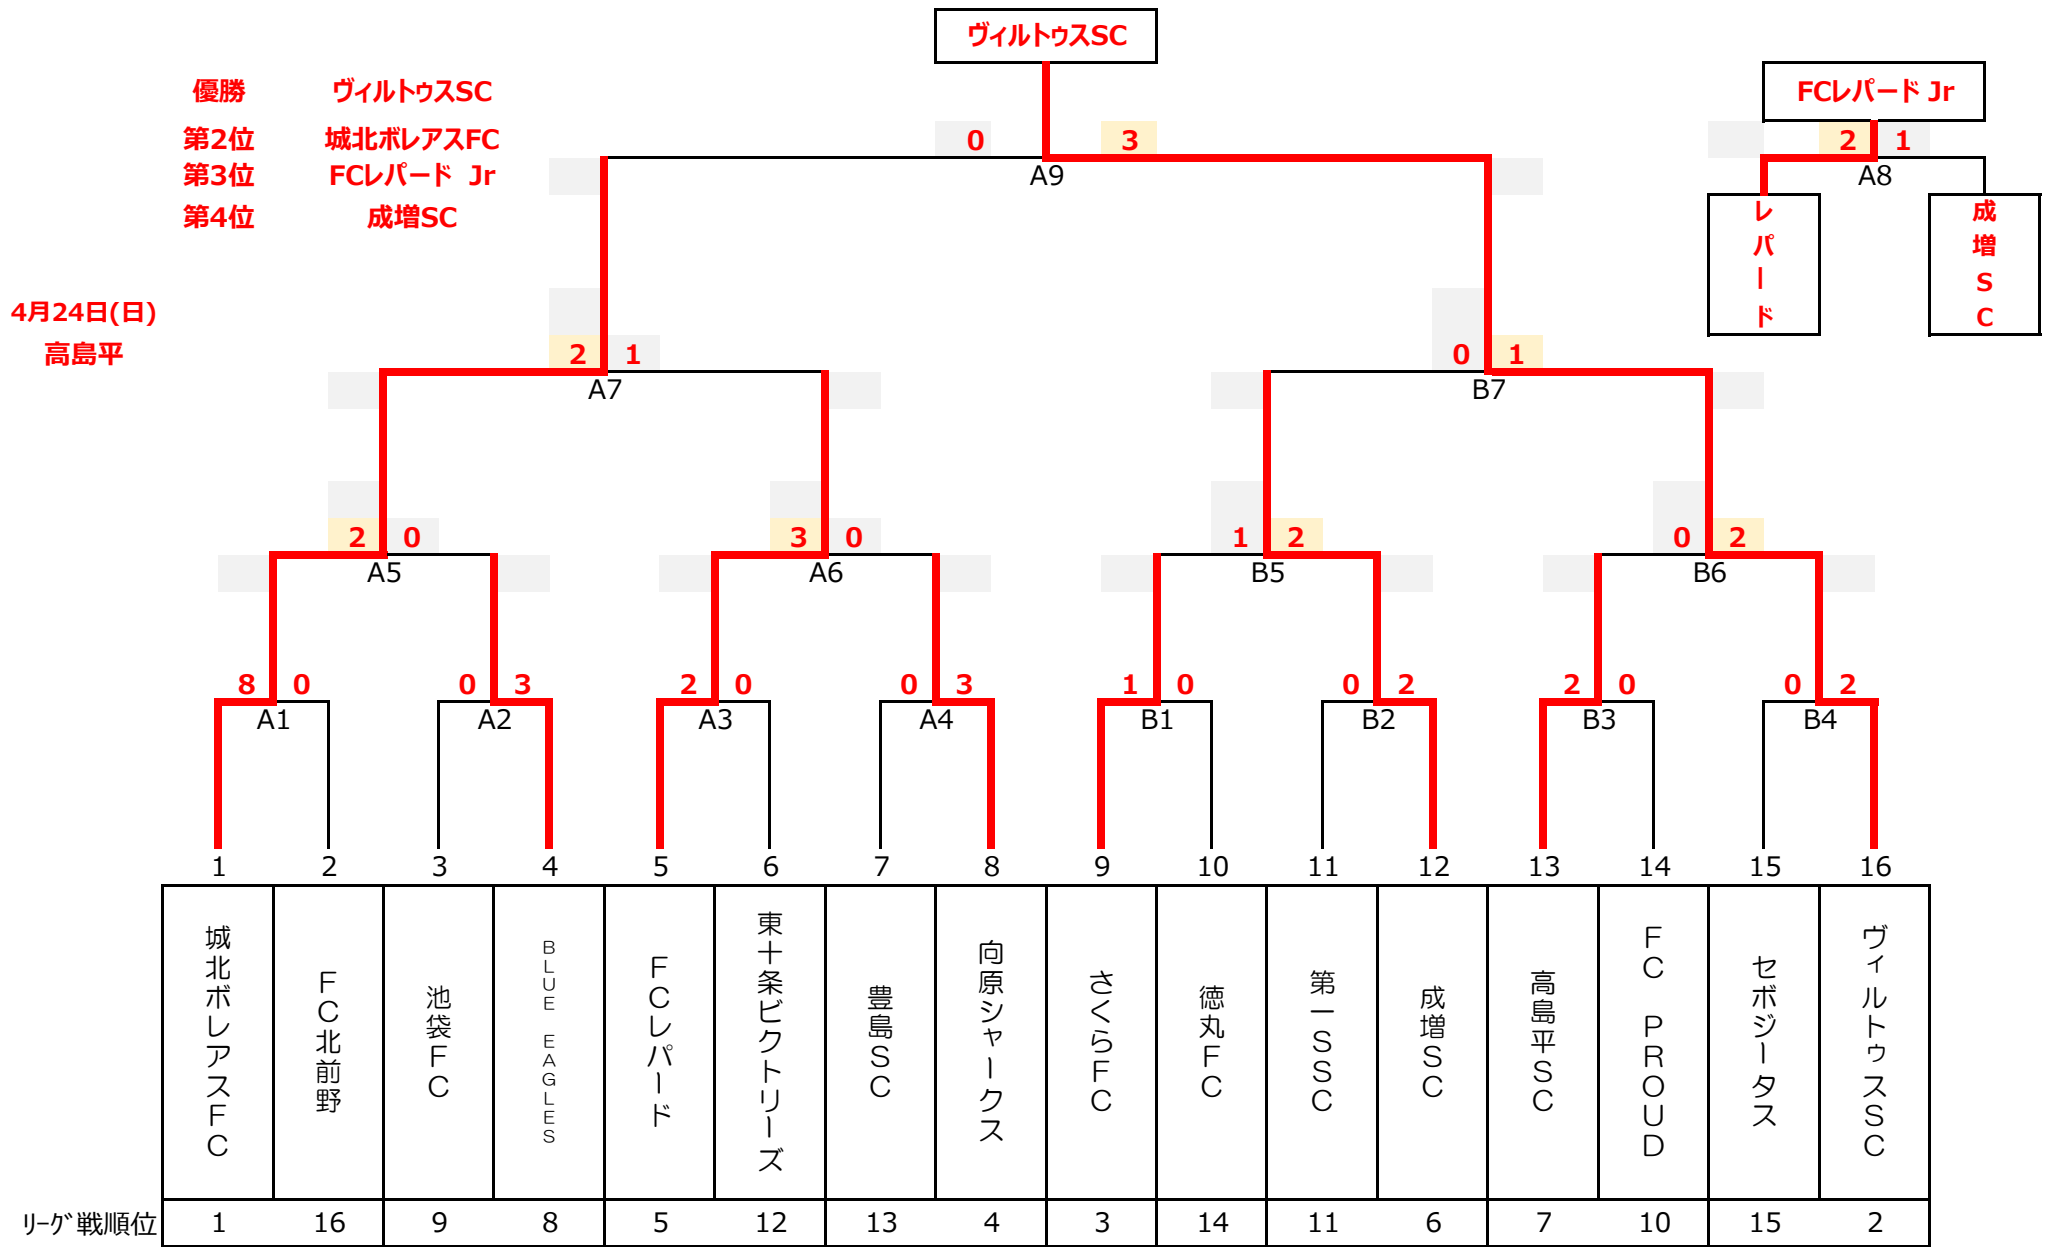 ヴィルトゥスSC
優勝 ヴィルトゥスSC
FCレパード Jr
第2位 城北ボレアスFC
0 3
2 1
第3位 FCレパード Jr
A9
A8
第4位 成増SC
レパード
成増SC
4月24日(日)
高島平
2 1
0 1
A7
B7
2 0
3 0
1 2
0 2
A5
A6
B5
B6
8 0
0 3
2 0
0 3
1 0
0 2
2 0
0 2
A1
A2
A3
A4
B1
B2
B3
B4
1 2 3 4 5 6 7 8 9 10 11 12 13 14 15 16
城北ボレアスFC
FC北前野
池袋FC
BLUE EAGLES
FCレパード
東十条ビクトリーズ
豊島SC
向原シャークス
さくらFC
徳丸FC
第一SSC
成増SC
高島平SC
FC PROUD
セボジータス
ヴィルトゥスSC
ﾘｰｸﾞ戦順位 1 16 9 8 5 12 13 4 3 14 11 6 7 10 15 2